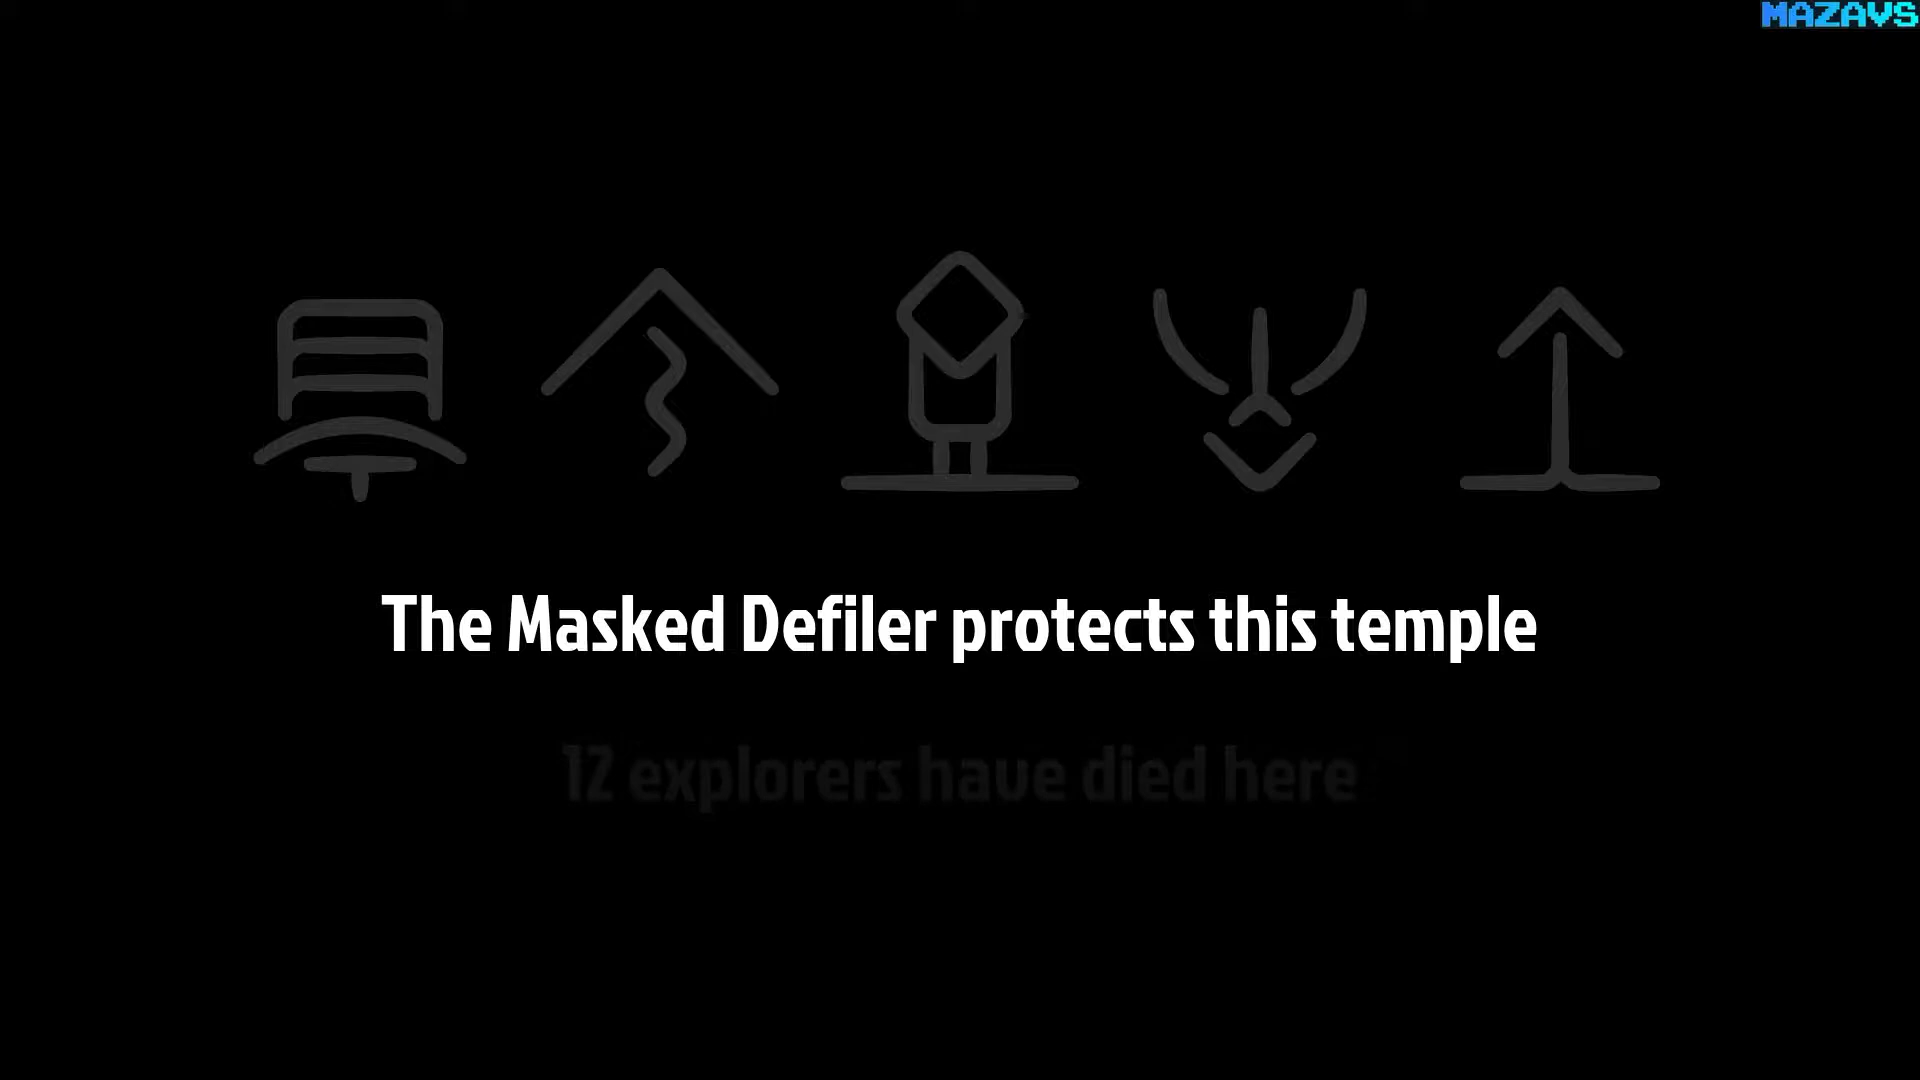 MAZAVS
The Masked Defiler protects this temple
12 explorers have died here